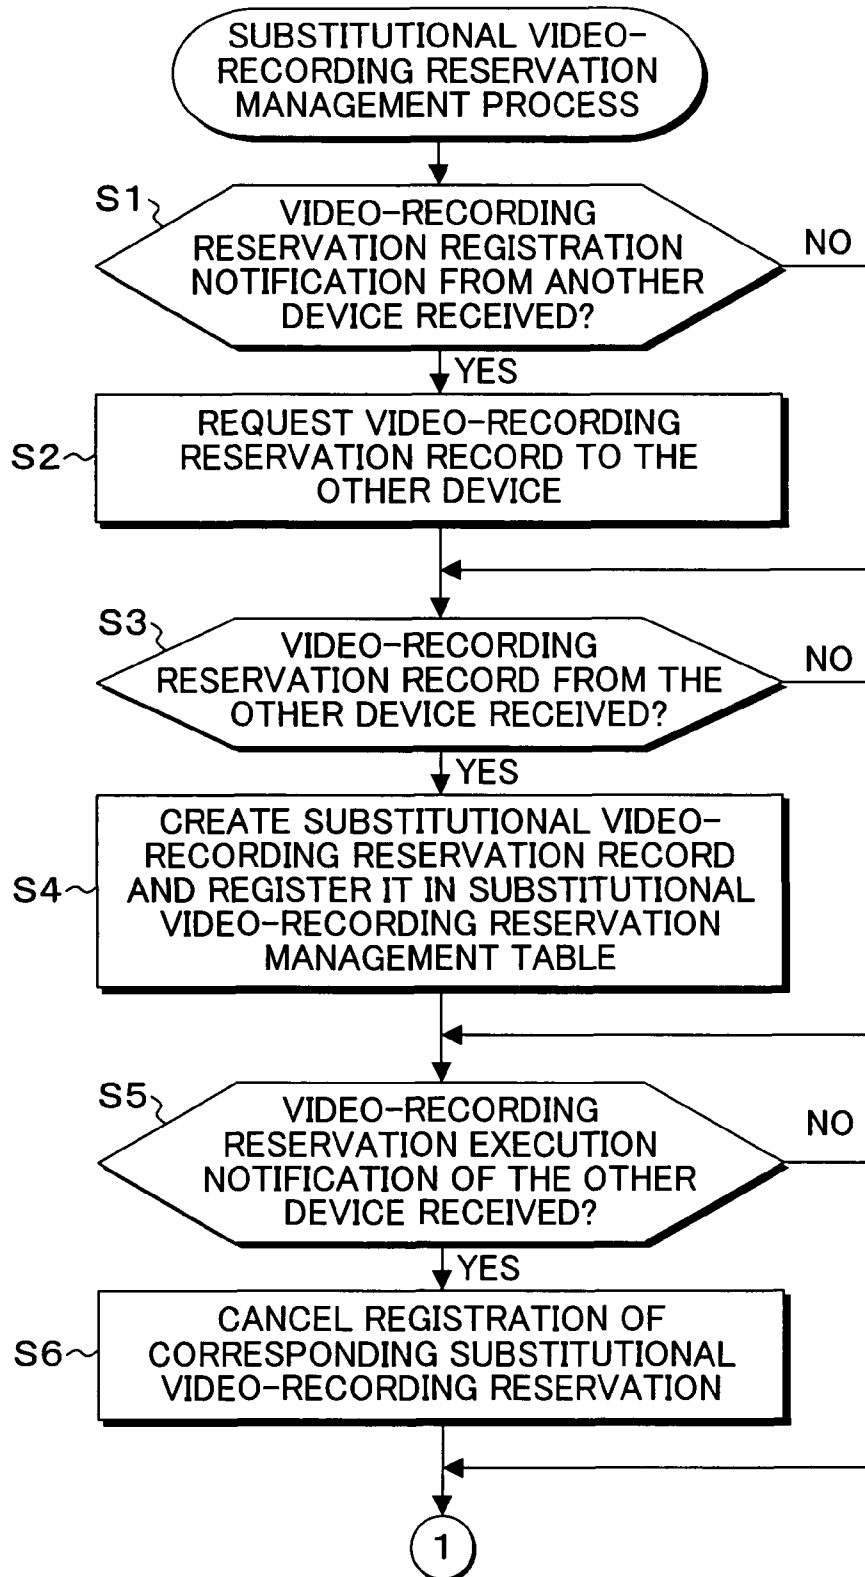 SUBSTITUTIONAL VIDEO-
RECORDING RESERVATION
MANAGEMENT PROCESS
S1
VIDEO-RECORDING
RESERVATION REGISTRATION
NOTIFICATION FROM ANOTHER
DEVICE RECEIVED?
NO
YES
S2
REQUEST VIDEO-RECORDING
RESERVATION RECORD TO THE
OTHER DEVICE
S3
VIDEO-RECORDING
RESERVATION RECORD FROM THE
OTHER DEVICE RECEIVED?
NO
YES
S4
CREATE SUBSTITUTIONAL VIDEO-
RECORDING RESERVATION RECORD
AND REGISTER IT IN SUBSTITUTIONAL
VIDEO-RECORDING RESERVATION
MANAGEMENT TABLE
S5
VIDEO-RECORDING
RESERVATION EXECUTION
NOTIFICATION OF THE OTHER
DEVICE RECEIVED?
NO
YES
S6
CANCEL REGISTRATION OF
CORRESPONDING SUBSTITUTIONAL
VIDEO-RECORDING RESERVATION
1